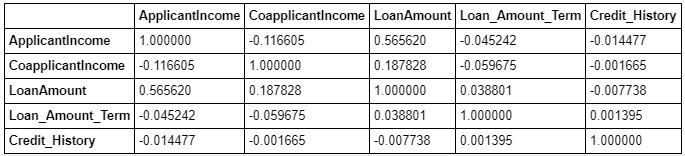 ApplicantIncome CoapplicantIncome LoanAmount Loan_Amount_Term Credit_History
ApplicantIncome 1.000000 -0.116605 0.565620 -0.045242 -0.014477
CoapplicantIncome -0.116605 1.000000 0.187828 -0.059675 -0.001665
LoanAmount 0.565620 0.187828 1.000000 0.038801 -0.007738
Loan_Amount_Term -0.045242 -0.059675 0.038801 1.000000 0.001395
Credit_History -0.014477 -0.001665 -0.007738 0.001395 1.000000